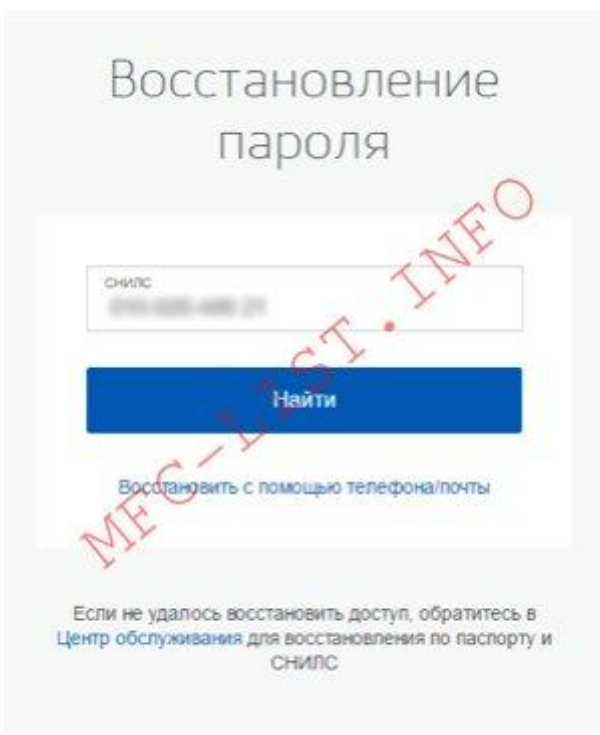 Восстановление
пароля
СНИЛС
Найти
Восстановить с помощью телефона/почты
MFC-LIST.INFO
Если не удалось восстановить доступ, обратитесь в
Центр обслуживания для восстановления по паспорту и
СНИЛС